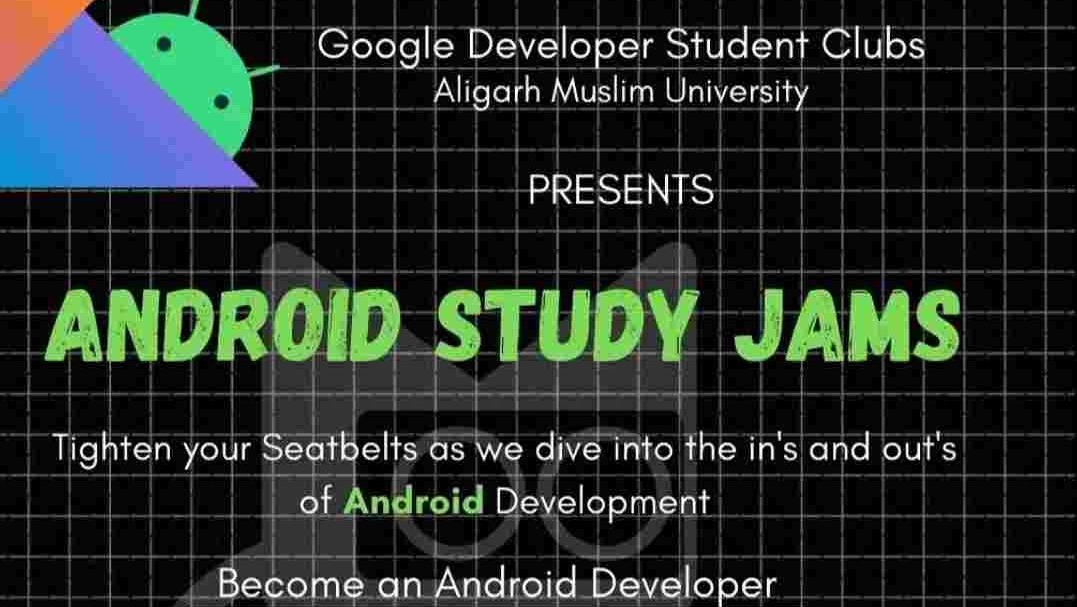 Google Developer Student Clubs
Aligarh Muslim University
PRESENTS
ANDROID STUDY JAMS
Tighten your Seatbelts as we dive into the in's and out's
of Android Development
Become an Android Developer